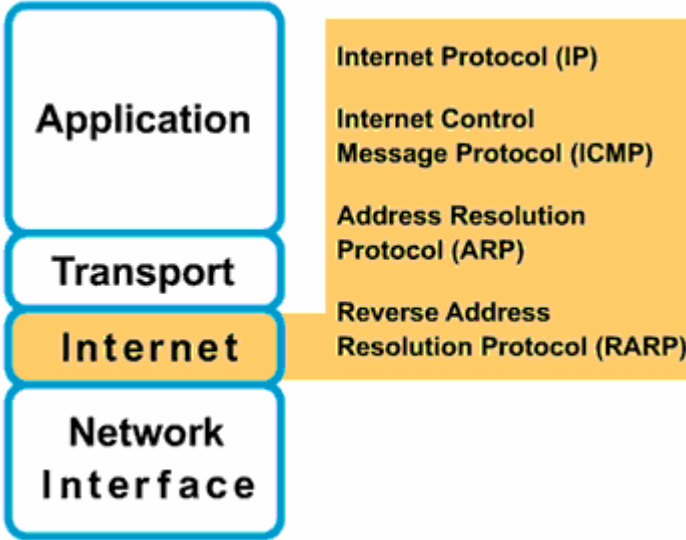 Application
Transport
Internet
Network
Interface
Internet Protocol (IP)
Internet Control
Message Protocol (ICMP)
Address Resolution
Protocol (ARP)
Reverse Address
Resolution Protocol (RARP)